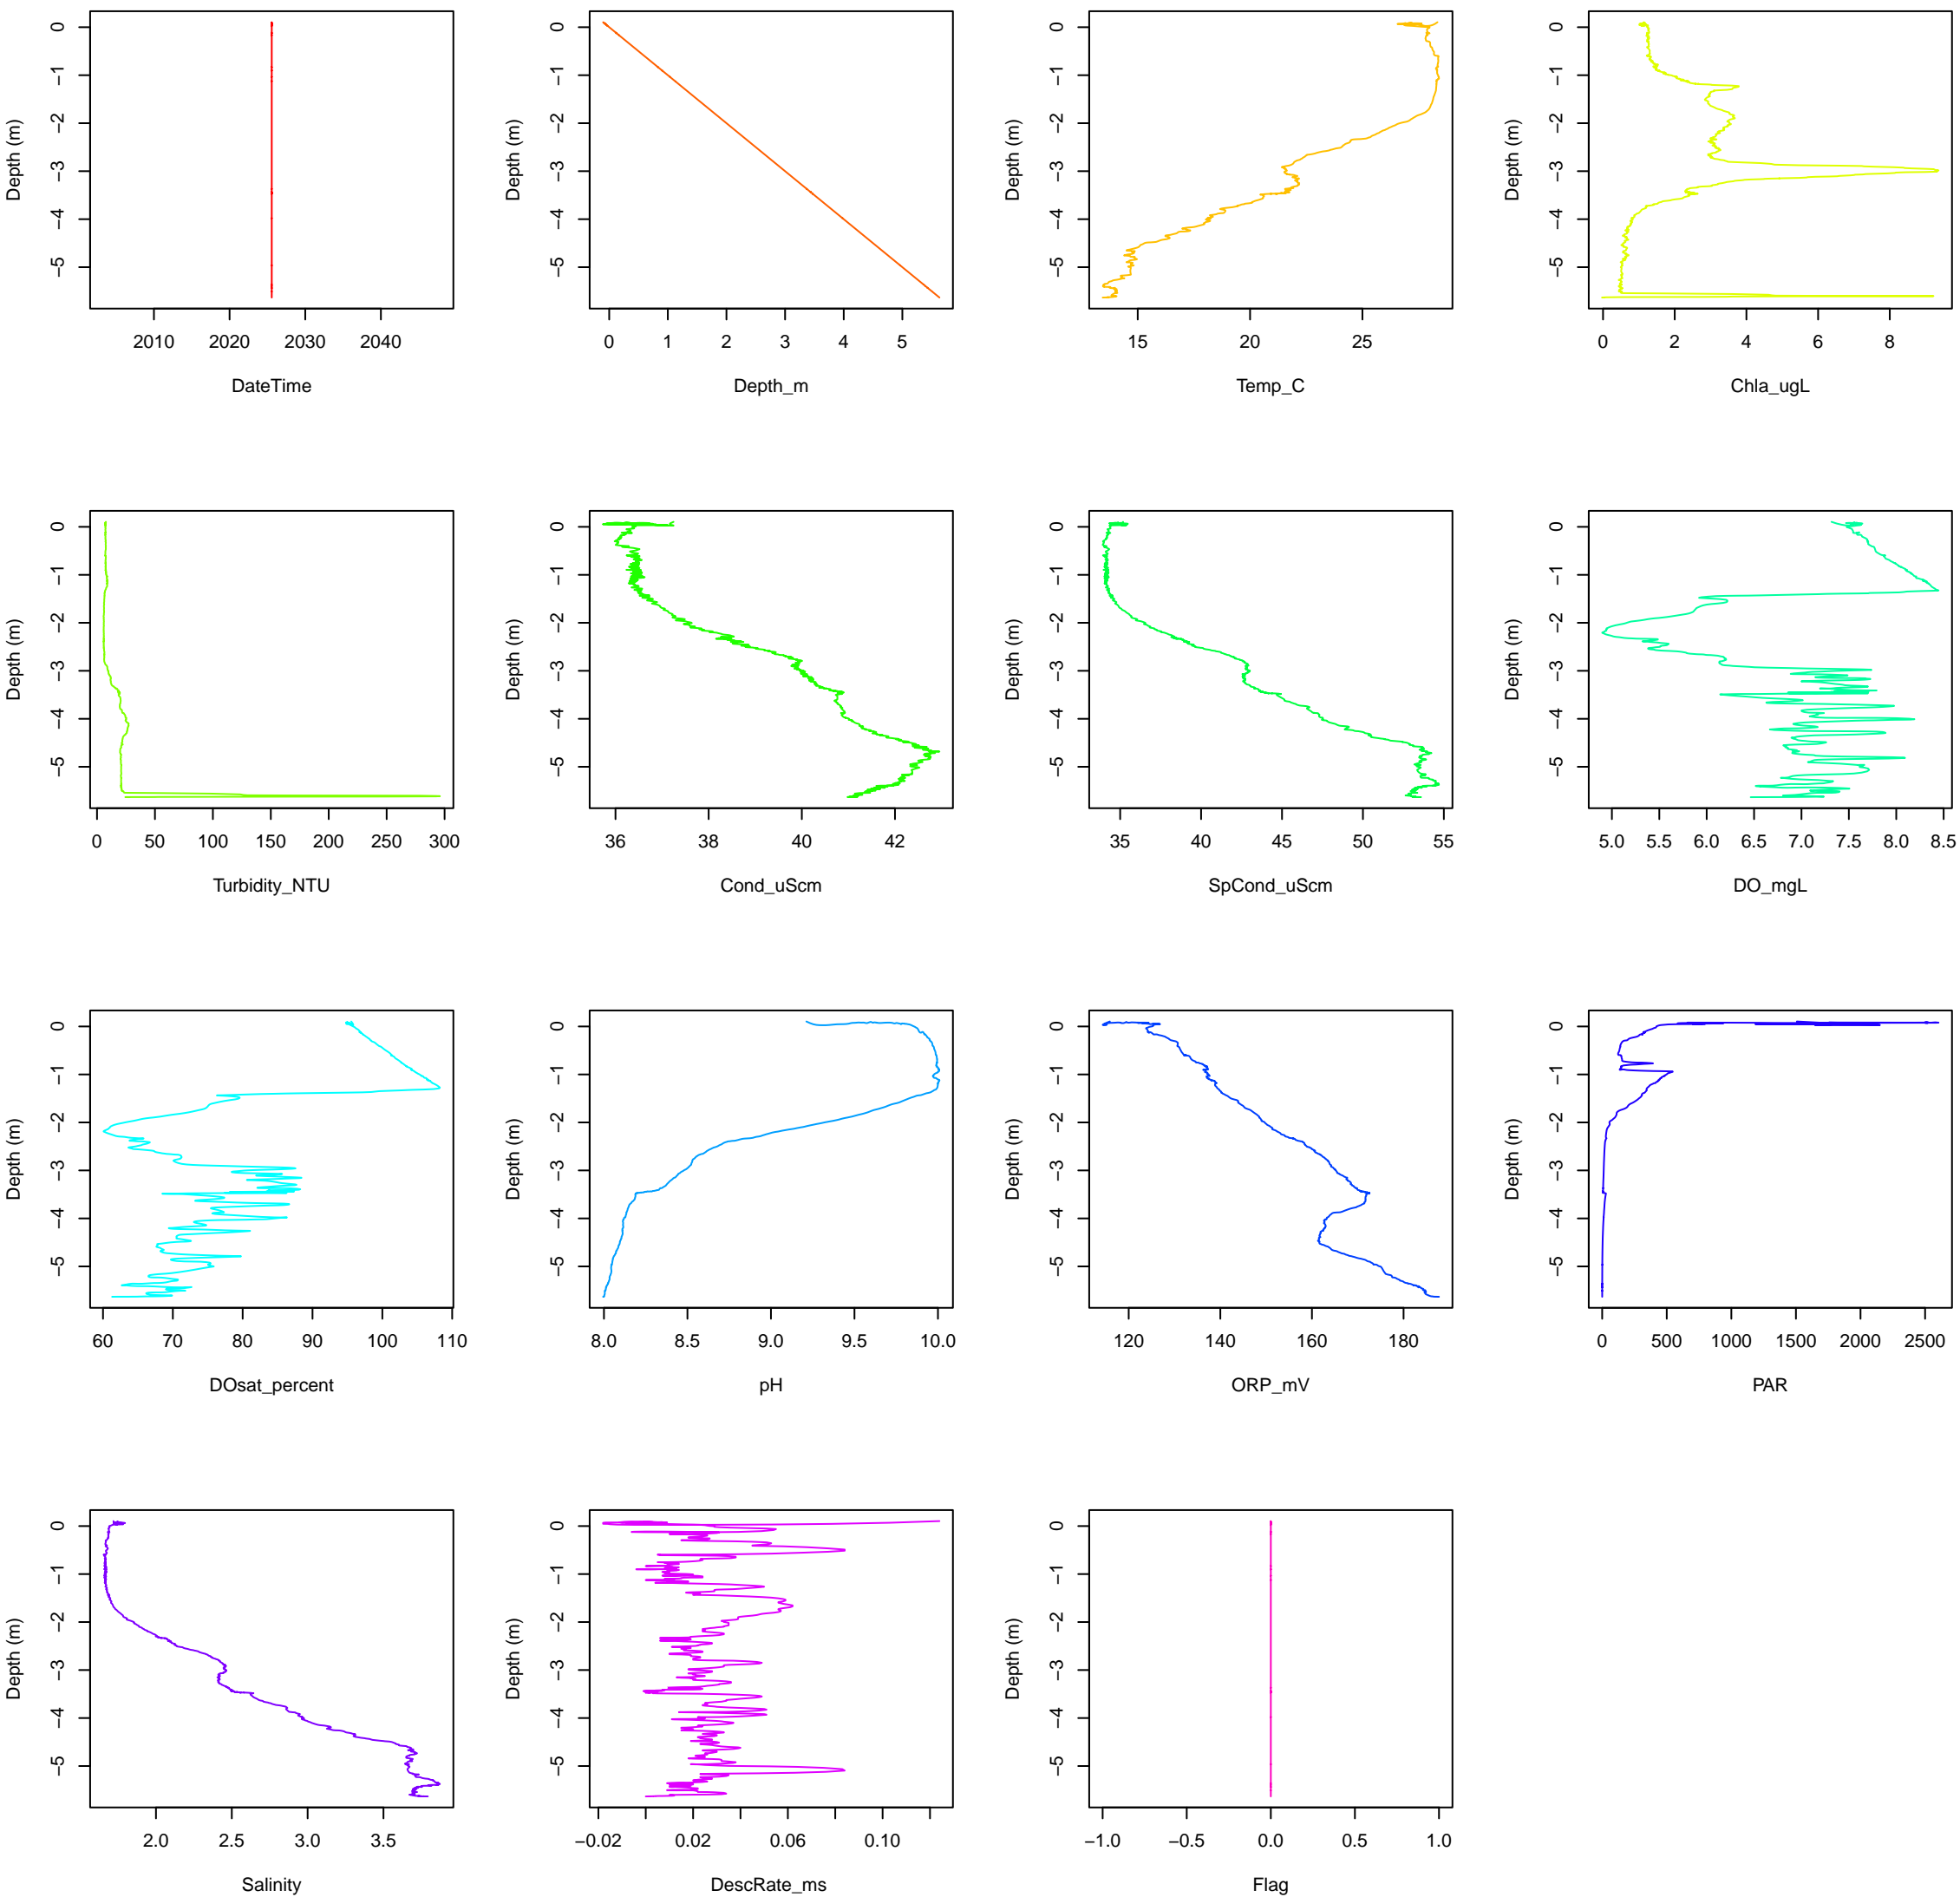 Depth (m)
0
−1
−2
−3
−4
−5
2010 2020 2030 2040
DateTime
Depth (m)
0
−1
−2
−3
−4
−5
0 1 2 3 4 5
Depth_m
Depth (m)
0
−1
−2
−3
−4
−5
15 20 25
Temp_C
Depth (m)
0
−1
−2
−3
−4
−5
0 2 4 6 8
Chla_ugL
Depth (m)
0
−1
−2
−3
−4
−5
0 50 100 150 200 250 300
Turbidity_NTU
Depth (m)
0
−1
−2
−3
−4
−5
36 38 40 42
Cond_uScm
Depth (m)
0
−1
−2
−3
−4
−5
35 40 45 50 55
SpCond_uScm
Depth (m)
0
−1
−2
−3
−4
−5
5.0 5.5 6.0 6.5 7.0 7.5 8.0 8.5
DO_mgL
Depth (m)
0
−1
−2
−3
−4
−5
60 70 80 90 100 110
DOsat_percent
Depth (m)
0
−1
−2
−3
−4
−5
8.0 8.5 9.0 9.5 10.0
pH
Depth (m)
0
−1
−2
−3
−4
−5
120 140 160 180
ORP_mV
Depth (m)
0
−1
−2
−3
−4
−5
0 500 1000 1500 2000 2500
PAR
Depth (m)
0
−1
−2
−3
−4
−5
2.0 2.5 3.0 3.5
Salinity
Depth (m)
0
−1
−2
−3
−4
−5
−0.02 0.02 0.06 0.10
DescRate_ms
Depth (m)
0
−1
−2
−3
−4
−5
−1.0 −0.5 0.0 0.5 1.0
Flag